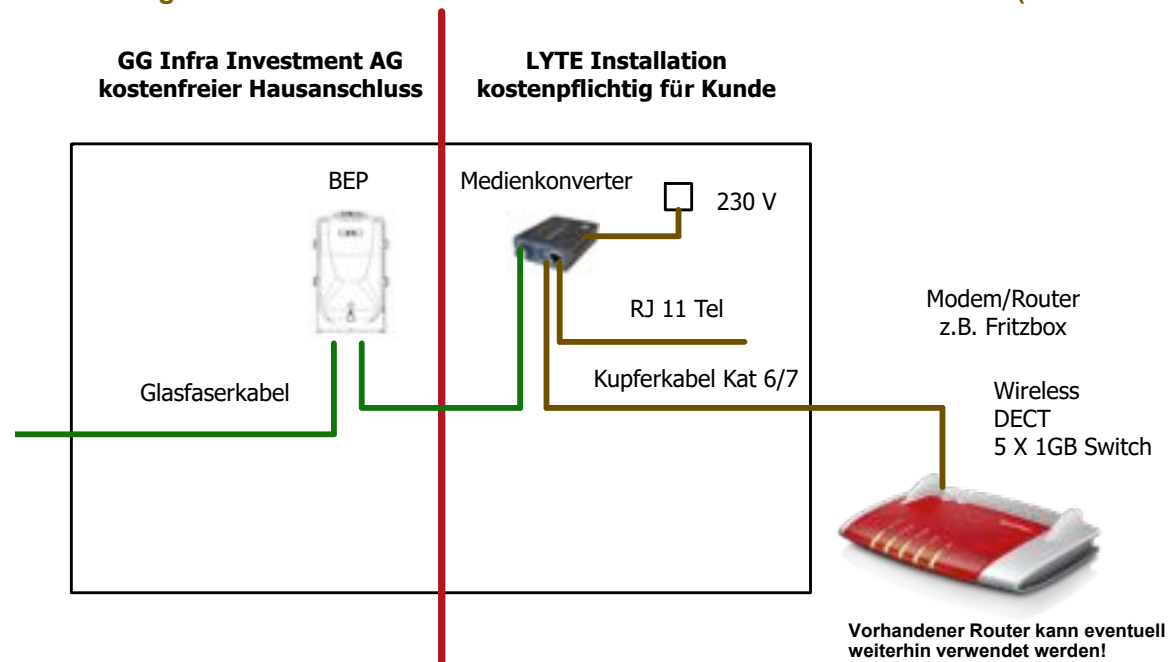 GG Infra Investment AG
kostenfreier Hausanschluss
LYTE Installation
kostenpflichtig für Kunde
BEP
Medienkonverter
230 V
RJ 11 Tel
Modem/Router
z.B. Fritzbox
Glasfaserkabel
Kupferkabel Kat 6/7
Wireless
DECT
5 X 1GB Switch
Vorhandener Router kann eventuell
weiterhin verwendet werden!